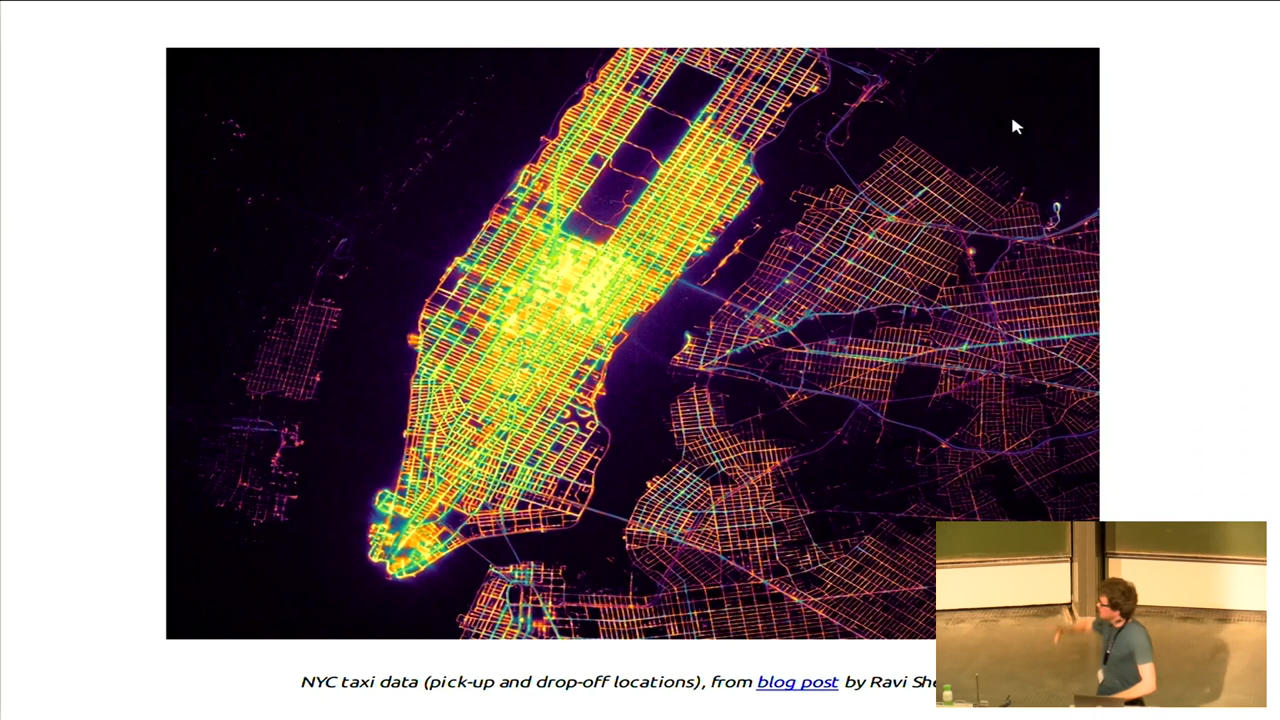 NYC taxi data (pick-up and drop-off locations), from blog post by Ravi